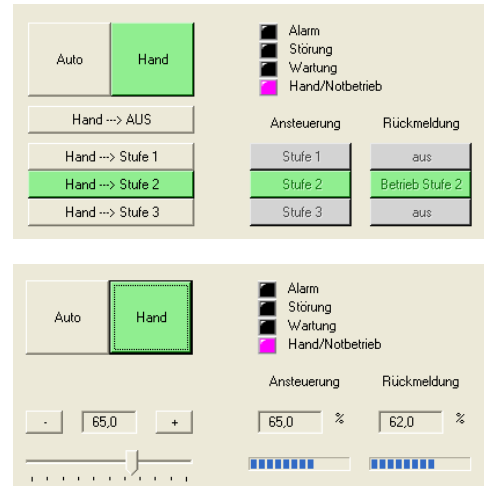 Auto Hand
Alarm
Störung
Wartung
Hand/Notbetrieb
Hand ---> AUS
Ansteuerung Rückmeldung
Hand ---> Stufe 1 Stufe 1 aus
Hand ---> Stufe 2 Stufe 2 Betrieb Stufe 2
Hand ---> Stufe 3 Stufe 3 aus
Auto Hand
Alarm
Störung
Wartung
Hand/Notbetrieb
Ansteuerung Rückmeldung
- 65,0 + 65,0 % 62,0 %